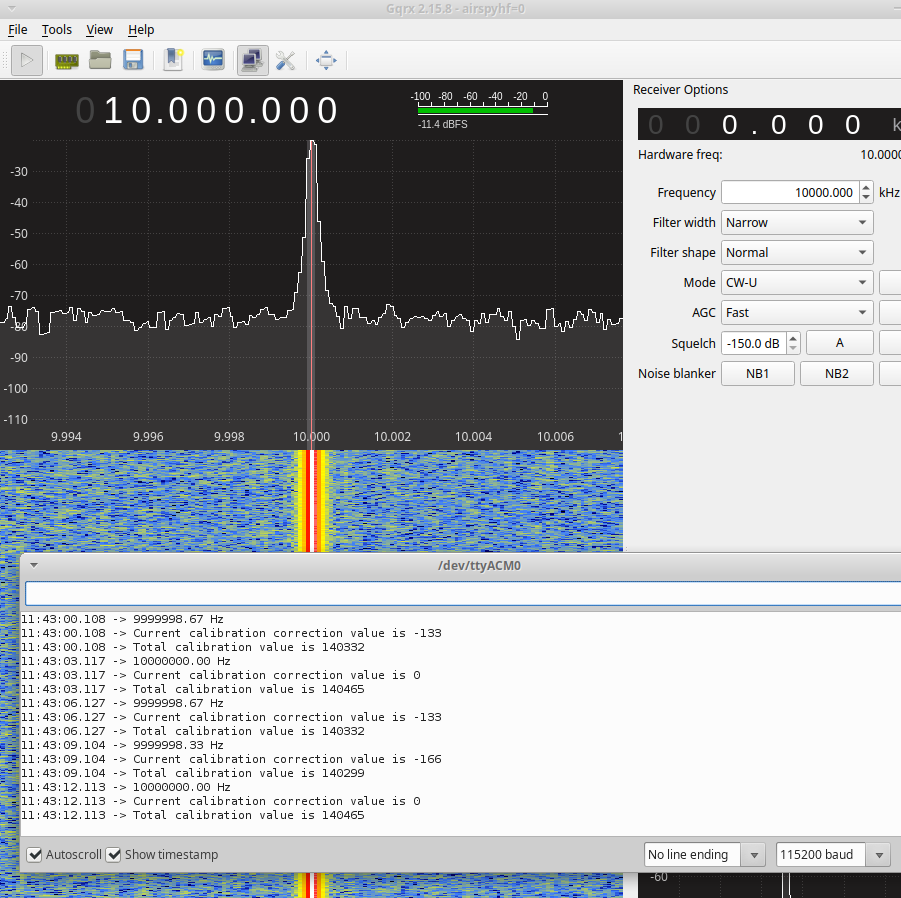 Gqrx 2.15.8 - airspyhf=0
File Tools View Help
010.000.000
-100 -80 -60 -40 -20 0
-11.4 dBFS
-30
-40
-50
-60
-70
-80
-90
-100
-110
9.994 9.996 9.998 10.000 10.002 10.004 10.006 1
Receiver Options
000.000 k
Hardware freq: 10.0000
Frequency 10000.000 kHz
Filter width Narrow
Filter shape Normal
Mode CW-U
AGC Fast
Squelch -150.0 dB A
Noise blanker NB1 NB2
/dev/ttyACM0
11:43:00.108 -> 9999998.67 Hz
11:43:00.108 -> Current calibration correction value is -133
11:43:00.108 -> Total calibration value is 140332
11:43:03.117 -> 10000000.00 Hz
11:43:03.117 -> Current calibration correction value is 0
11:43:03.117 -> Total calibration value is 140465
11:43:06.127 -> 9999998.67 Hz
11:43:06.127 -> Current calibration correction value is -133
11:43:06.127 -> Total calibration value is 140332
11:43:09.104 -> 9999998.33 Hz
11:43:09.104 -> Current calibration correction value is -166
11:43:09.104 -> Total calibration value is 140299
11:43:12.113 -> 10000000.00 Hz
11:43:12.113 -> Current calibration correction value is 0
11:43:12.113 -> Total calibration value is 140465
Autoscroll Show timestamp No line ending 115200 baud
-60